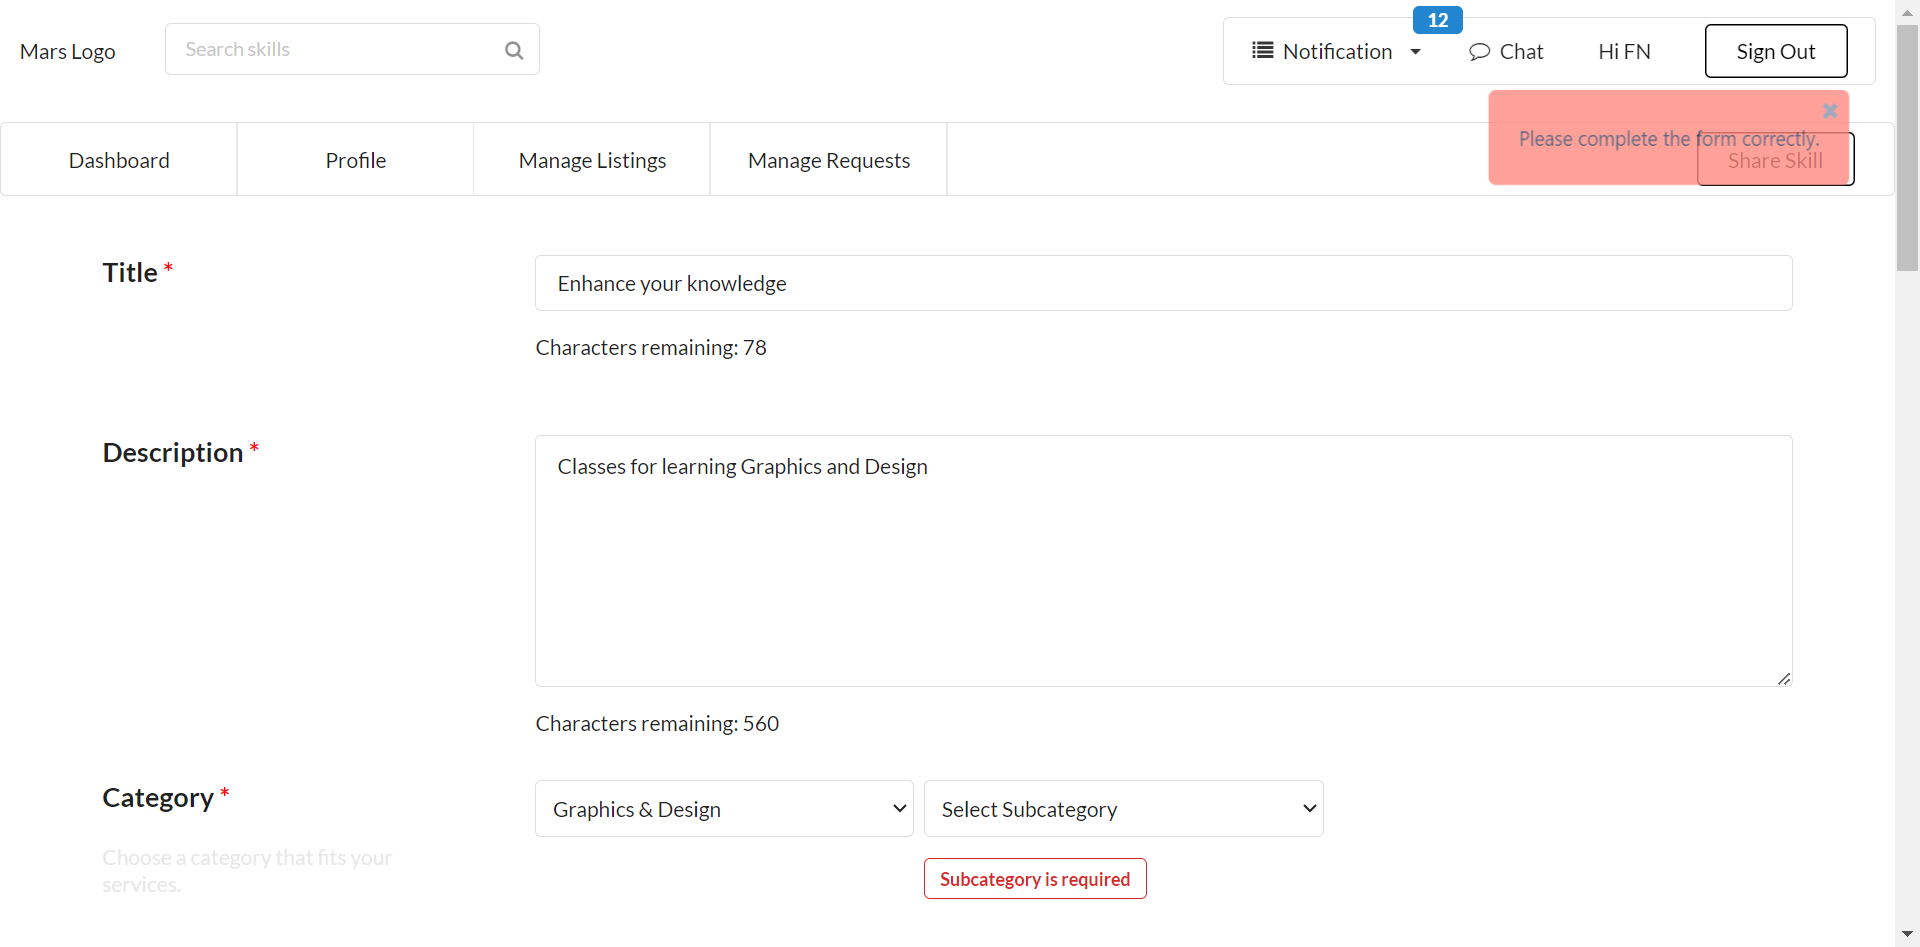 Mars Logo
Search skills
12
Notification
Chat
Hi FN
Sign Out
Please complete the form correctly.
Dashboard
Profile
Manage Listings
Manage Requests
Share Skill
Title *
Enhance your knowledge
Characters remaining: 78
Description *
Classes for learning Graphics and Design
Characters remaining: 560
Category *
Graphics & Design
Select Subcategory
Choose a category that fits your
services.
Subcategory is required